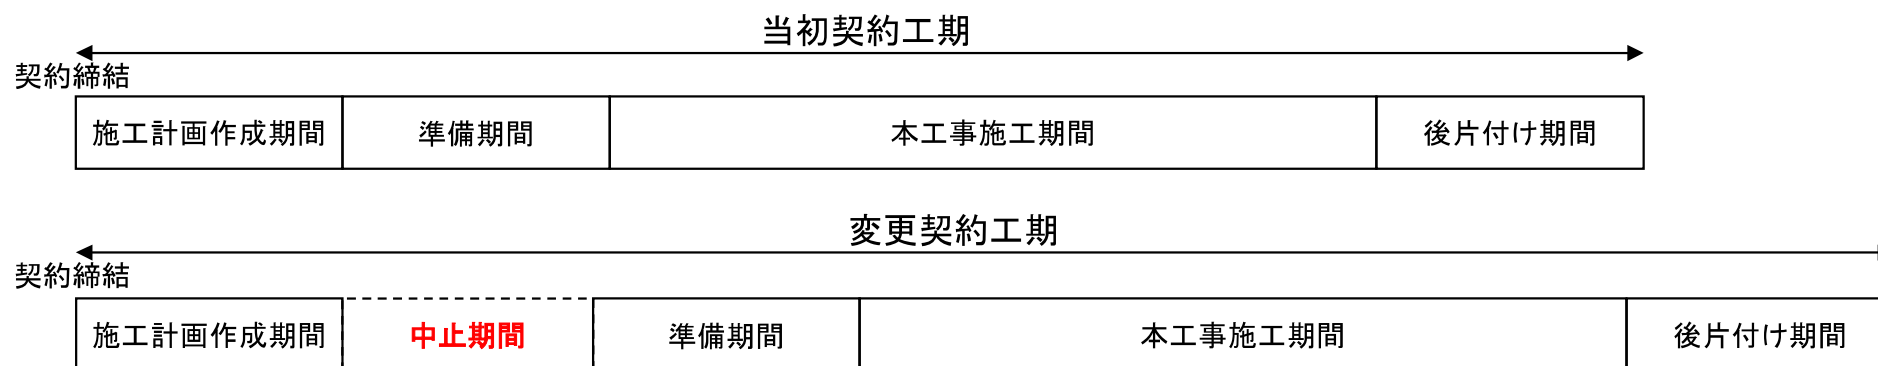 当初契約工期
契約締結
施工計画作成期間 準備期間 本工事施工期間 後片付け期間
変更契約工期
契約締結
施工計画作成期間 中止期間 準備期間 本工事施工期間 後片付け期間